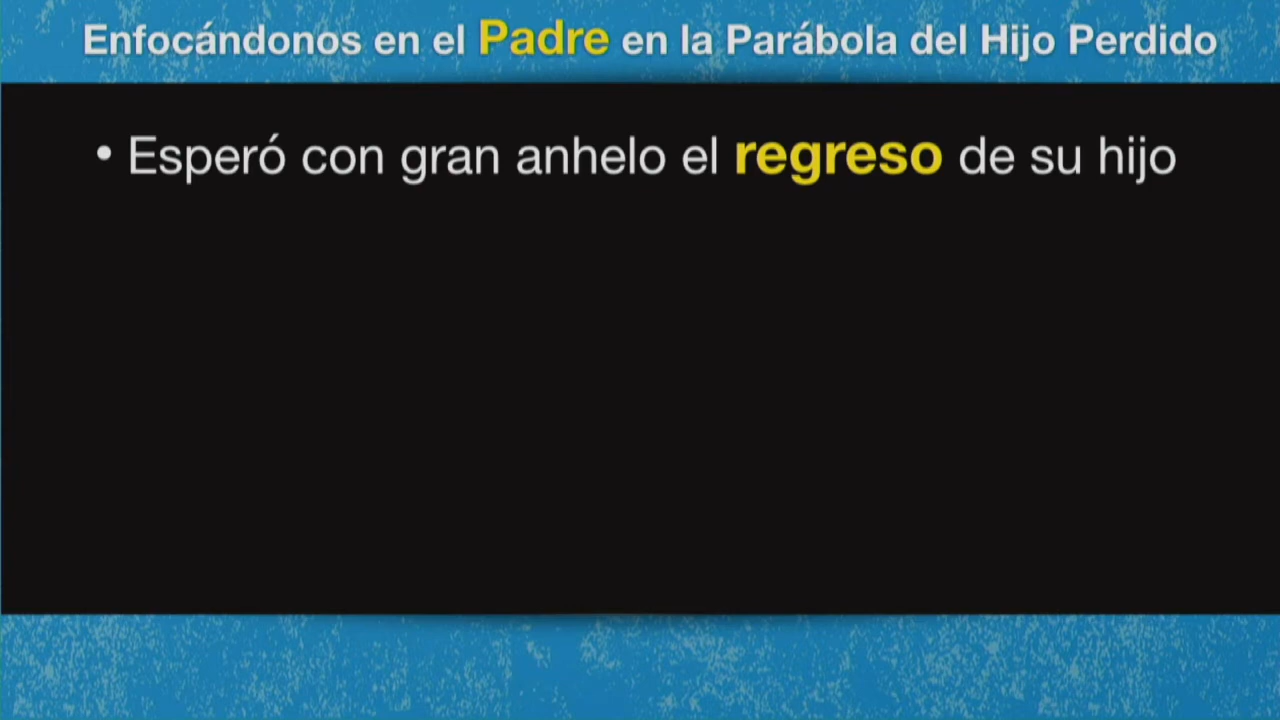 Enfocándonos en el Padre en la Parábola del Hijo Perdido
• Esperó con gran anhelo el regreso de su hijo